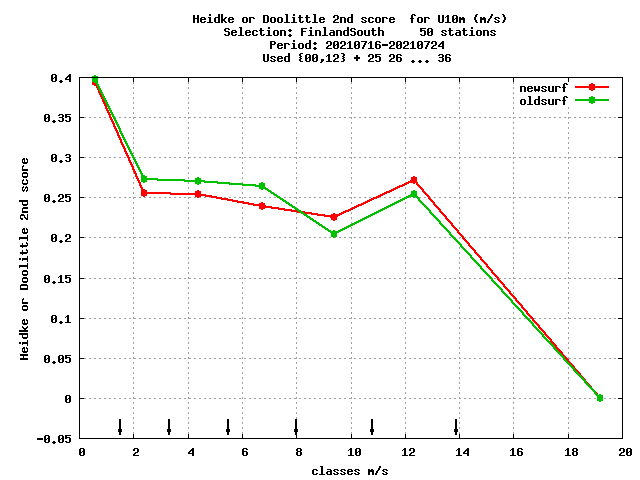 Heidke or Doolittle 2nd score  for U10m (m/s)
Selection: FinlandSouth     50 stations
Period: 20210716-20210724
Used {00,12} + 25 26 ... 36
newsurf
oldsurf
Heidke or Doolittle 2nd score
0.4
0.35
0.3
0.25
0.2
0.15
0.1
0.05
0
-0.05
0 2 4 6 8 10 12 14 16 18 20
classes m/s